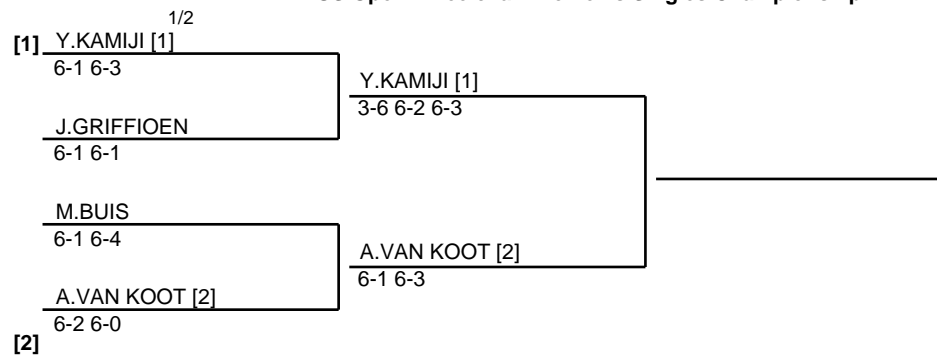 1/2
[1] Y.KAMIJI [1]
6-1 6-3
Y.KAMIJI [1]
3-6 6-2 6-3
J.GRIFFIOEN
6-1 6-1
M.BUIS
6-1 6-4
A.VAN KOOT [2]
6-1 6-3
A.VAN KOOT [2]
6-2 6-0
[2]